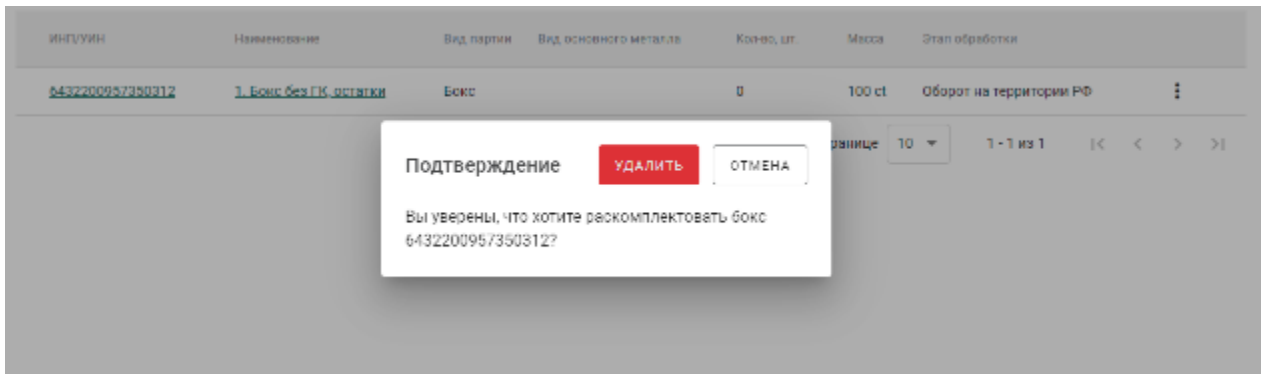 ИНП/УИН Наименование Вид партии Вид основного металла Кол-во, шт. Масса Этап обработки
6432200957350312 1. Бокс без ГК, остатки Бокс 0 100 ct Оборот на территории РФ
ранице 10 1 - 1 из 1
Подтверждение УДАЛИТЬ ОТМЕНА
Вы уверены, что хотите раскомплектовать бокс
6432200957350312?